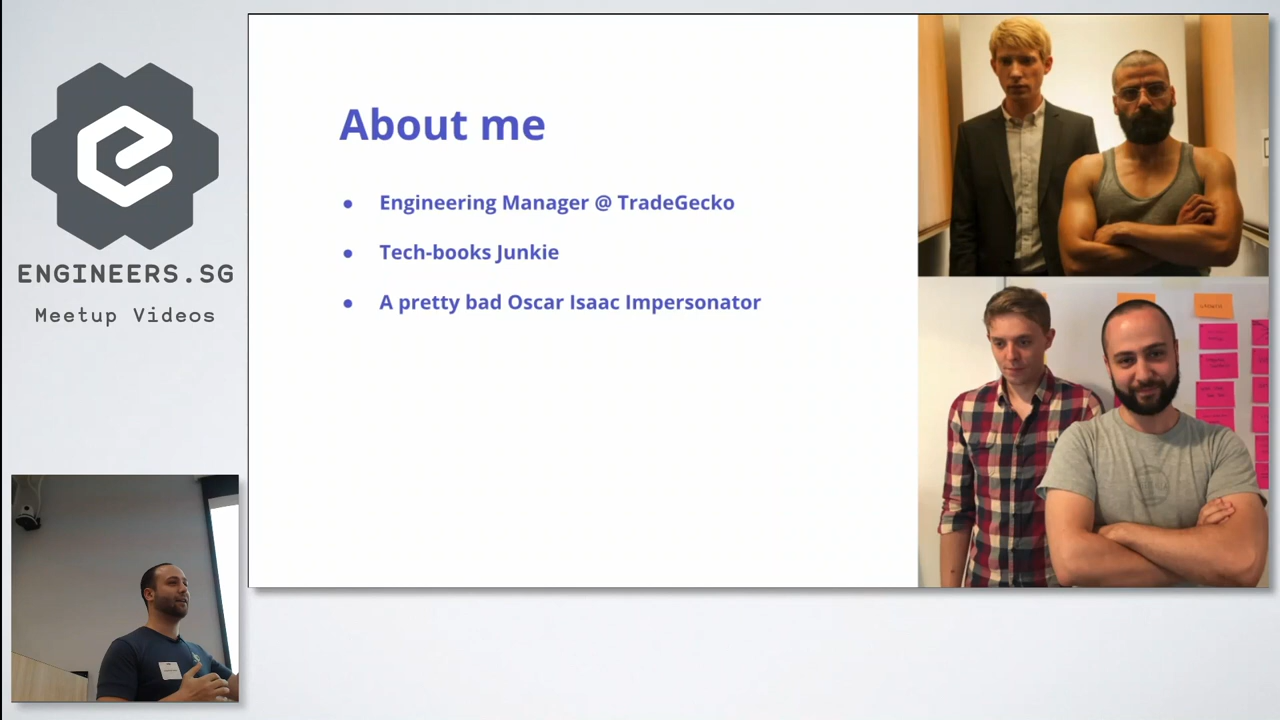 ENGINEERS.SG
Meetup Videos
About me
• Engineering Manager @ TradeGecko
• Tech-books Junkie
• A pretty bad Oscar Isaac Impersonator